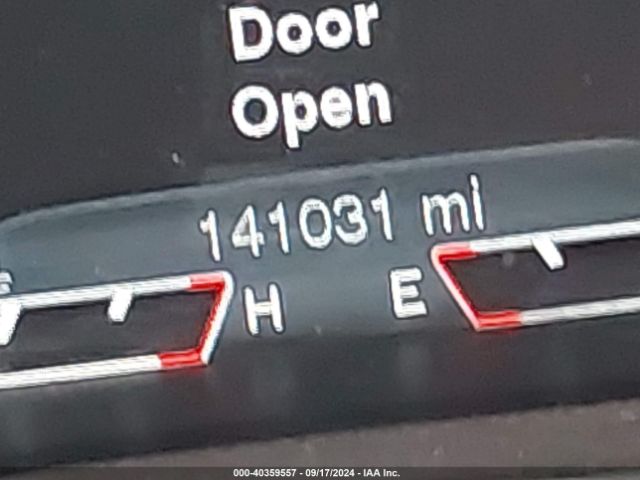 Door
Open
141031 mi
H
E
000-40359557 - 09/17/2024 - IAA Inc.